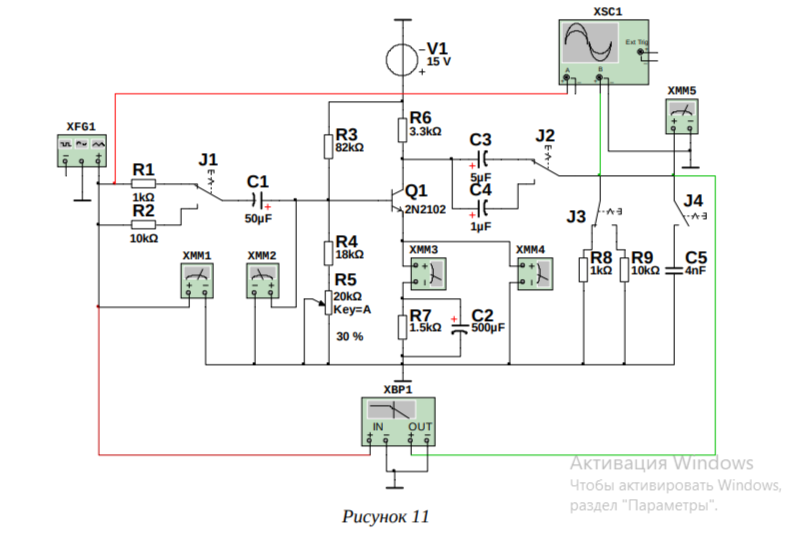 XSC1
Ext Trig
A
B
V1
15 V
XMM5
XFG1
R6
3.3kΩ
R3
82kΩ
C3
5µF
J2
R1
1kΩ
J1
C1
50µF
Q1
2N2102
C4
1µF
R2
10kΩ
J3
J4
XMM1
XMM2
R4
18kΩ
XMM3
XMM4
R8
1kΩ
R9
10kΩ
C5
4nF
R5
20kΩ
Key=A
30 %
R7
1.5kΩ
C2
500µF
XBP1
IN
OUT
Рисунок 11
Активация Windows
Чтобы активировать Windows,
раздел "Параметры".